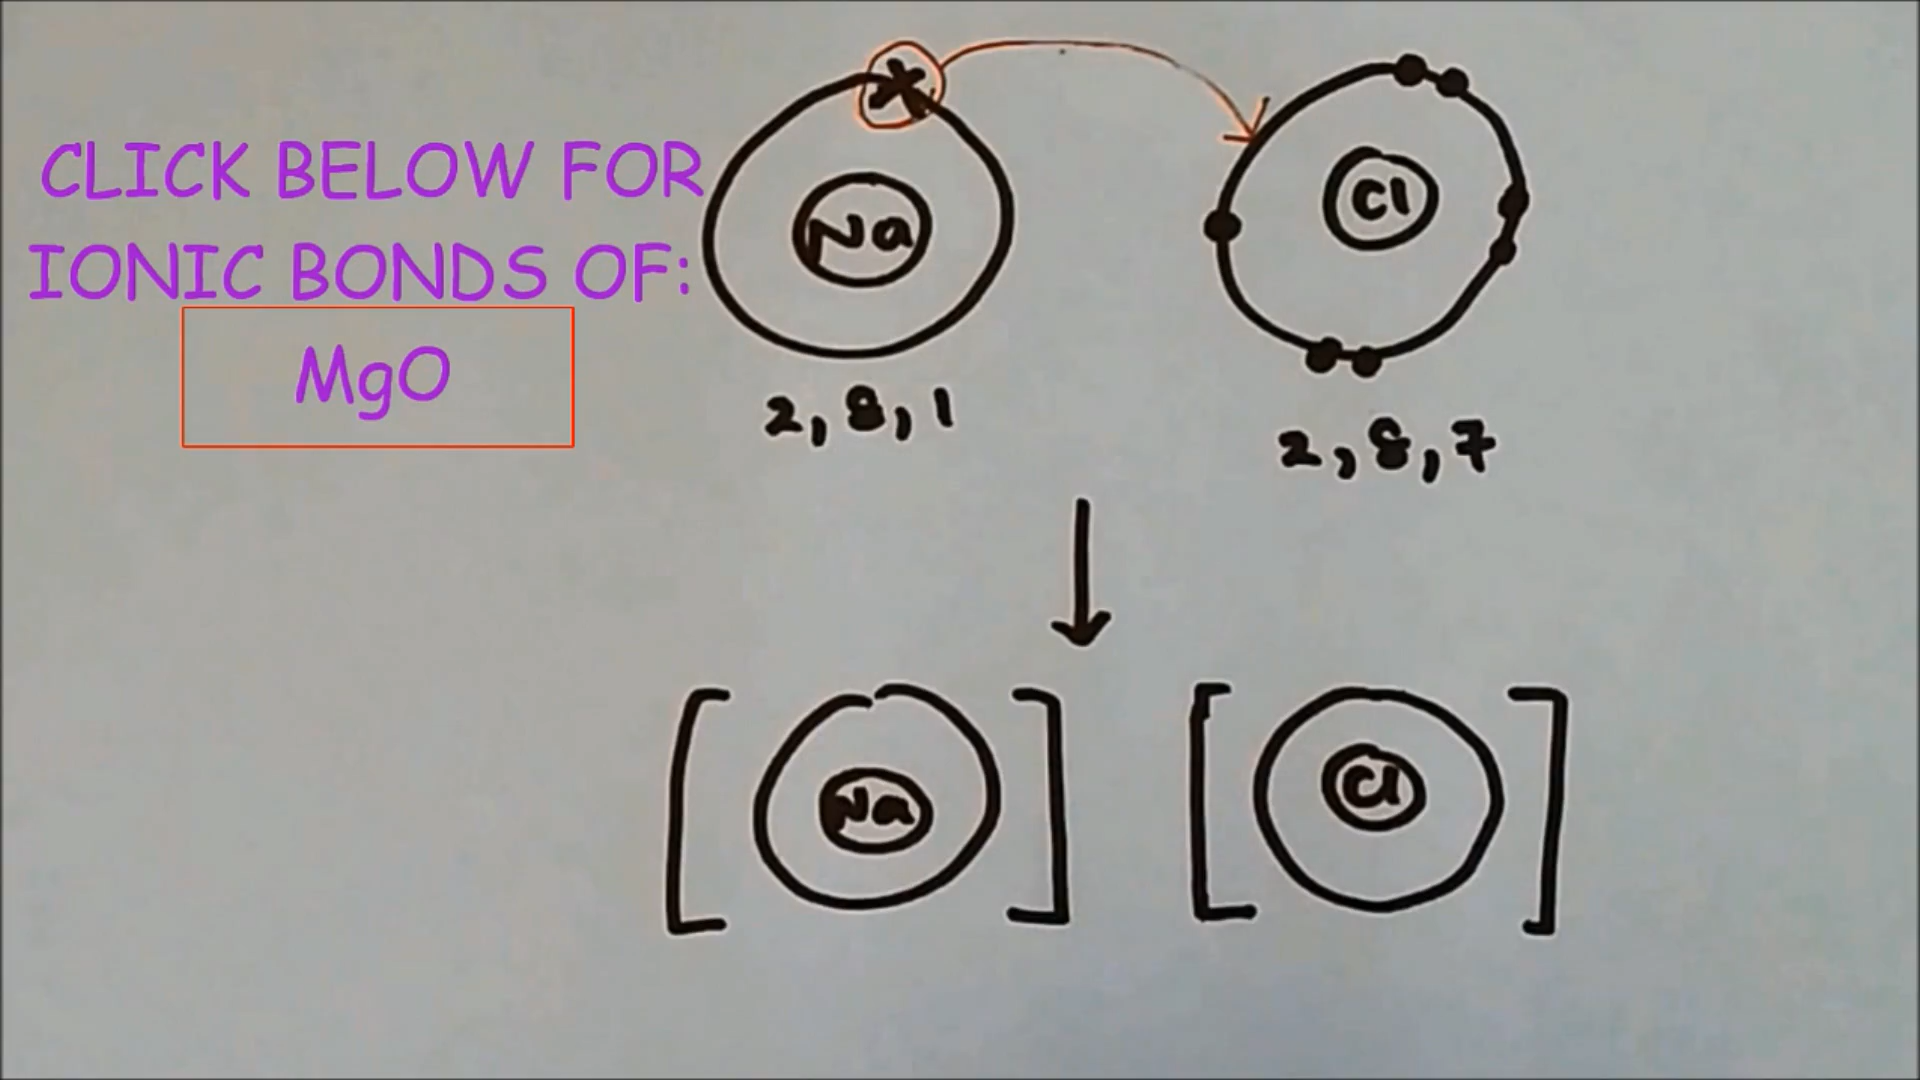 CLICK BELOW FOR
IONIC BONDS OF:
MgO
Na
Cl
2, 8, 1
2, 8, 7
Na
Cl